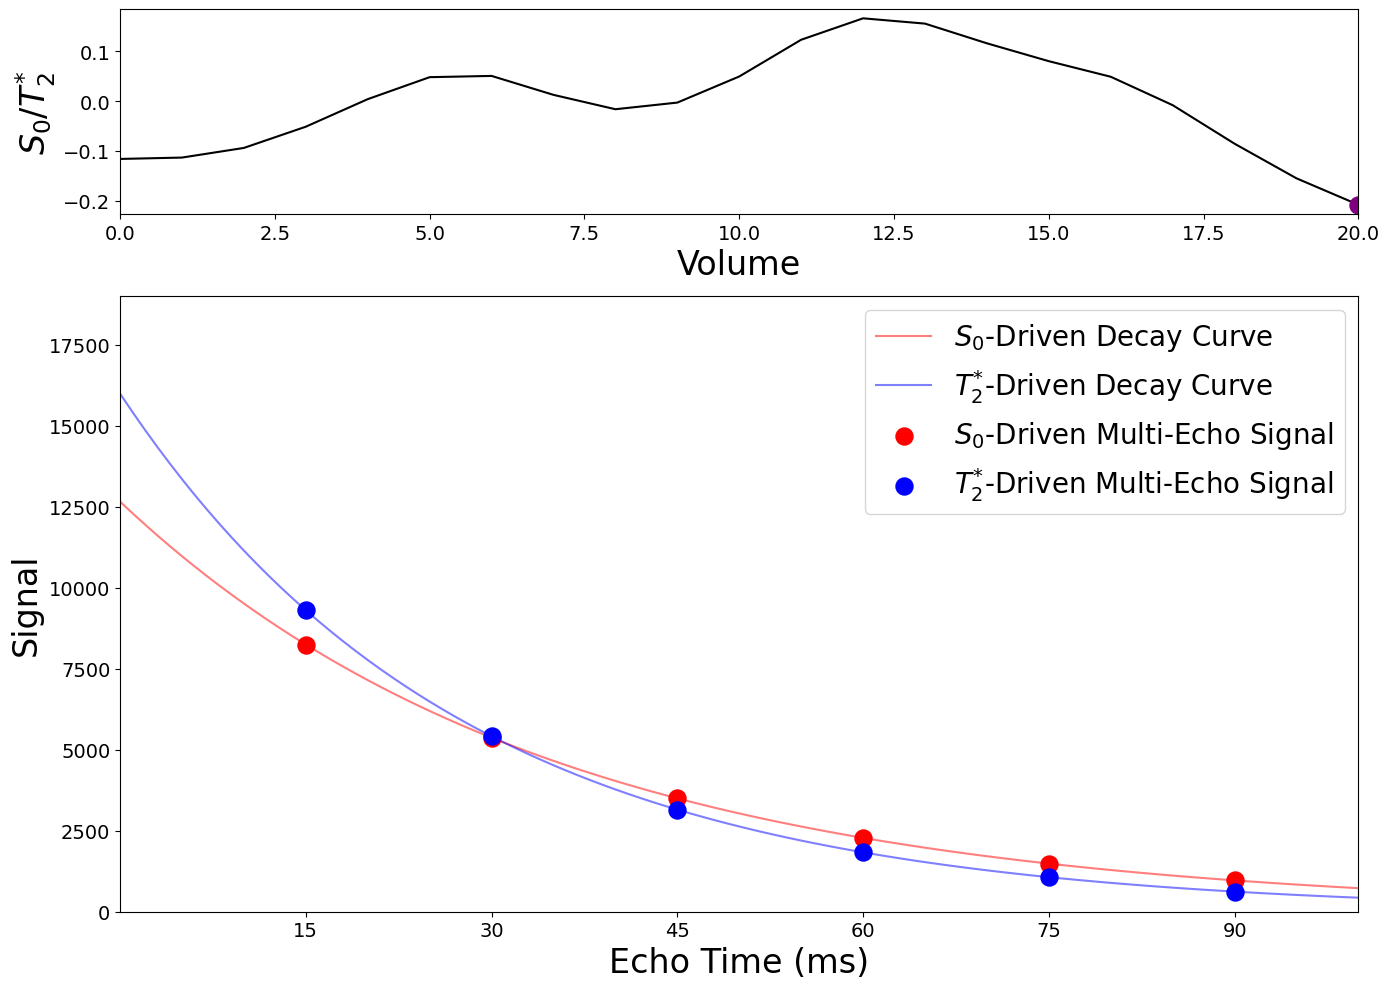 S₀/T₂*
0.1
0.0
−0.1
−0.2
0.0 2.5 5.0 7.5 10.0 12.5 15.0 17.5 20.0
Volume
Signal
17500
15000
12500
10000
7500
5000
2500
0
S₀-Driven Decay Curve
T₂*-Driven Decay Curve
S₀-Driven Multi-Echo Signal
T₂*-Driven Multi-Echo Signal
15 30 45 60 75 90
Echo Time (ms)